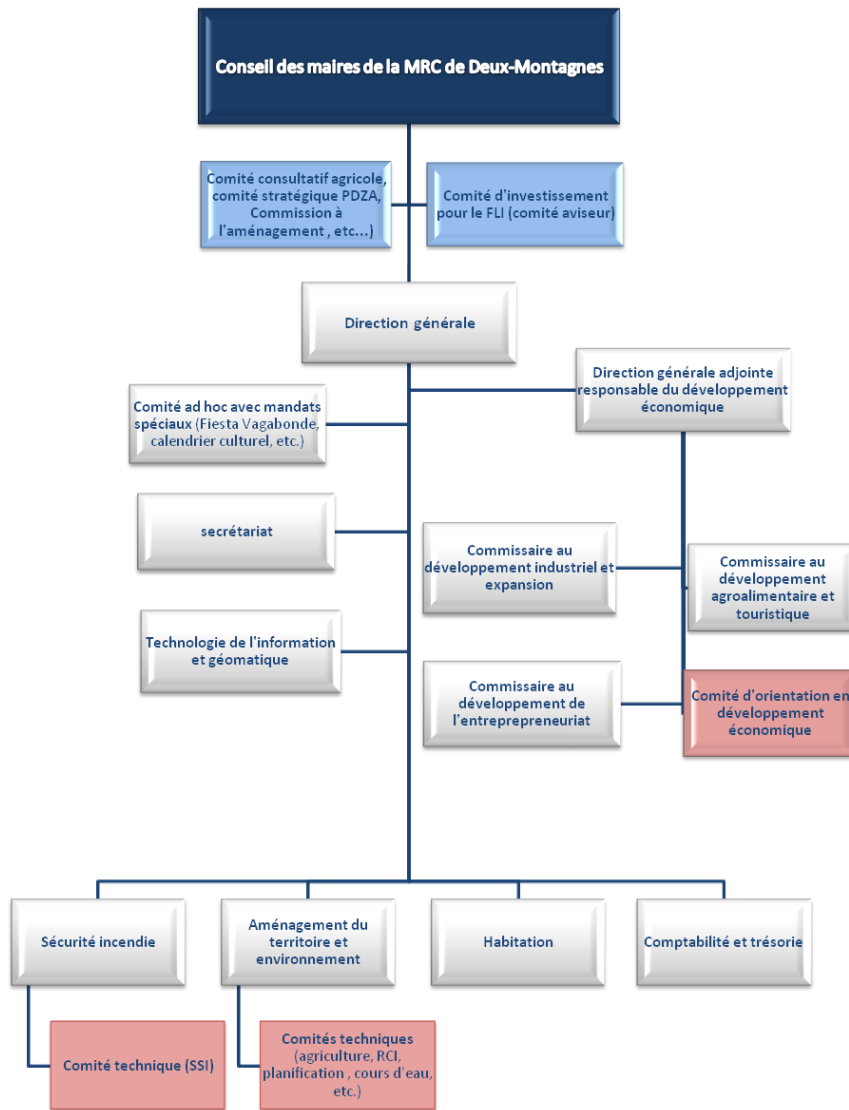 Conseil des maires de la MRC de Deux-Montagnes
Comité consultatif agricole,
comité stratégique PDZA,
Commission à
l'aménagement , etc...)
Comité d'investissement
pour le FLI (comité aviseur)
Direction générale
Direction générale adjointe
responsable du développement
économique
Comité ad hoc avec mandats
spéciaux (Fiesta Vagabonde,
calendrier culturel, etc.)
secrétariat
Commissaire au
développement industriel et
expansion
Commissaire au
développement
agroalimentaire et
touristique
Technologie de l'information
et géomatique
Commissaire au
développement de
l'entreprepreneuriat
Comité d'orientation en
développement
économique
Sécurité incendie
Aménagement du
territoire et
environnement
Habitation
Comptabilité et trésorie
Comité technique (SSI)
Comités techniques
(agriculture, RCI,
planification , cours d'eau,
etc.)